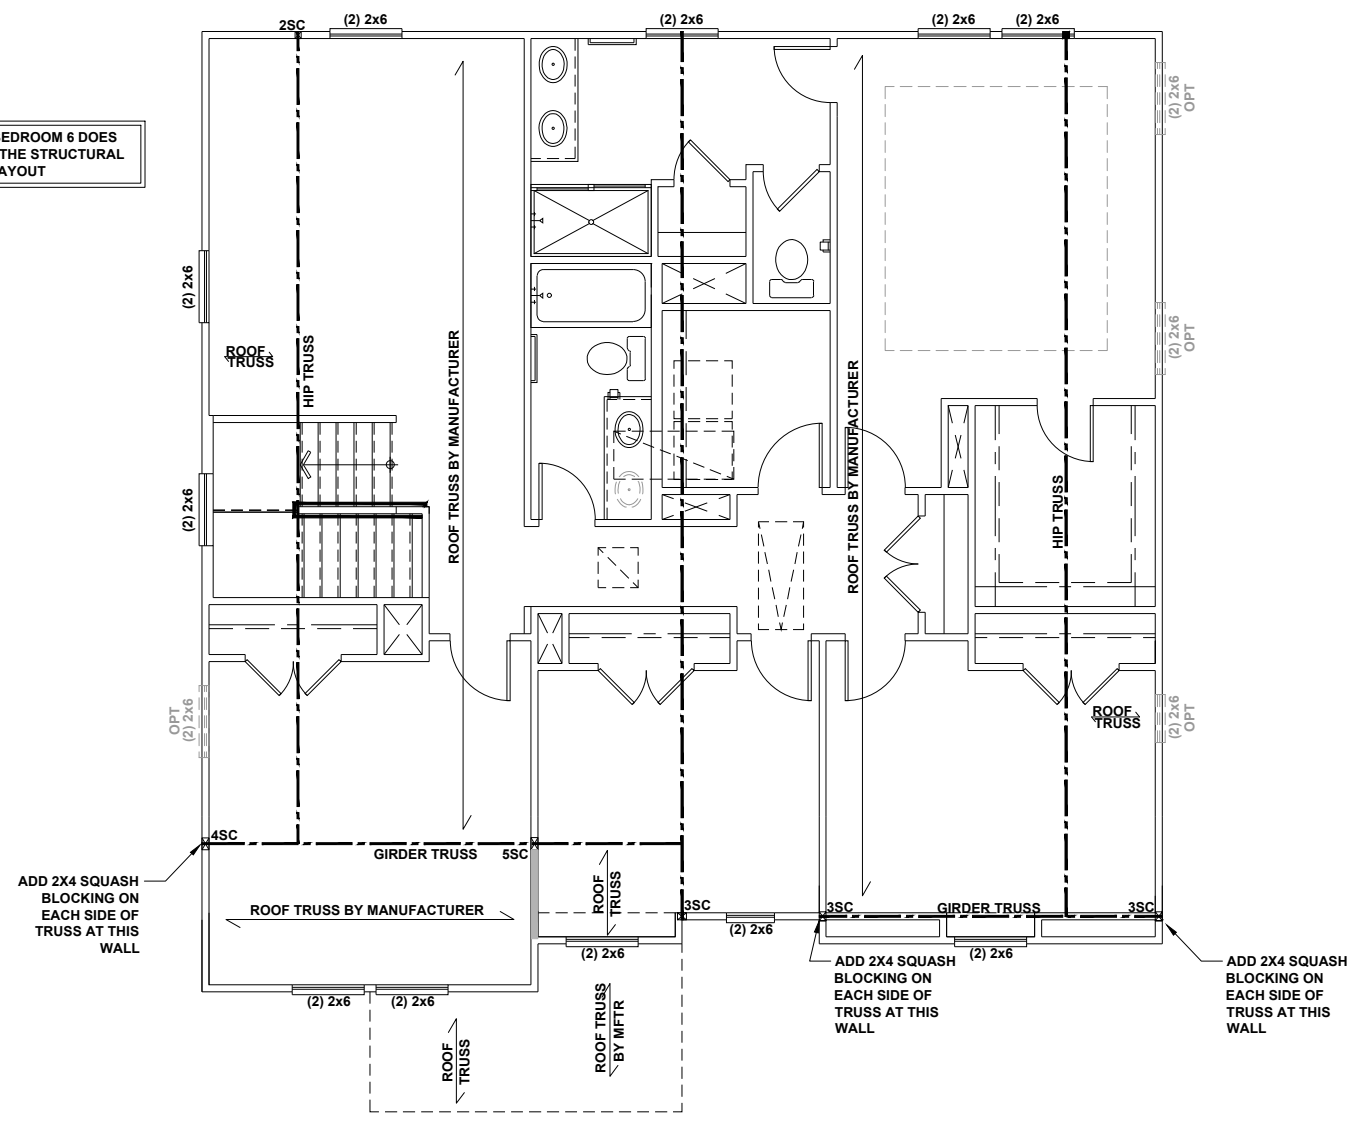 2SC
(2) 2x6
(2) 2x6
(2) 2x6
(2) 2x6
EDROOM 6 DOES
THE STRUCTURAL
AYOUT
(2) 2x6
OPT
(2) 2x6
ROOF
TRUSS
HIP TRUSS
ROOF TRUSS BY MANUFACTURER
ROOF TRUSS BY MANUFACTURER
(2) 2x6
OPT
(2) 2x6
HIP TRUSS
OPT
(2) 2x6
ROOF
TRUSS
(2) 2x6
OPT
4SC
GIRDER TRUSS
5SC
ADD 2X4 SQUASH
BLOCKING ON
EACH SIDE OF
TRUSS AT THIS
WALL
ROOF TRUSS BY MANUFACTURER
ROOF
TRUSS
3SC
(2) 2x6
3SC
GIRDER TRUSS
3SC
(2) 2x6
(2) 2x6
ADD 2X4 SQUASH
BLOCKING ON
EACH SIDE OF
TRUSS AT THIS
WALL
ADD 2X4 SQUASH
BLOCKING ON
EACH SIDE OF
TRUSS AT THIS
WALL
(2) 2x6
(2) 2x6
ROOF
TRUSS
ROOF TRUSS
BY MFTR